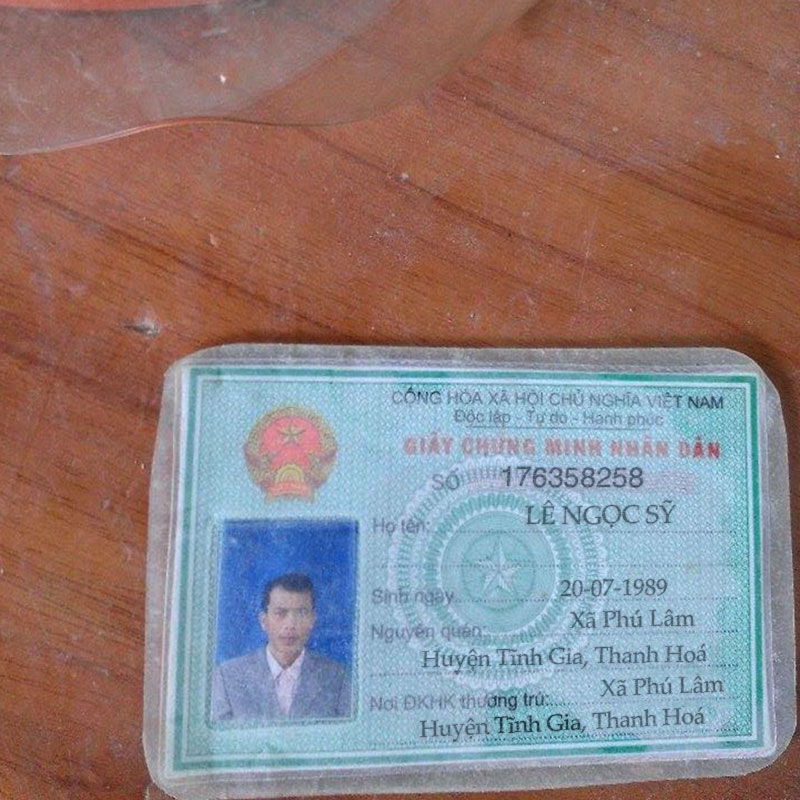 CỘNG HÒA XÃ HỘI CHỦ NGHĨA VIỆT NAM
Độc lập - Tự do - Hạnh phúc
GIẤY CHỨNG MINH NHÂN DÂN
SỐ 176358258
Họ tên: LÊ NGỌC SỸ
Sinh ngày 20-07-1989
Nguyên quán: Xã Phú Lâm
Huyện Tĩnh Gia, Thanh Hoá
Nơi ĐKHK thường trú: Xã Phú Lâm
Huyện Tĩnh Gia, Thanh Hoá